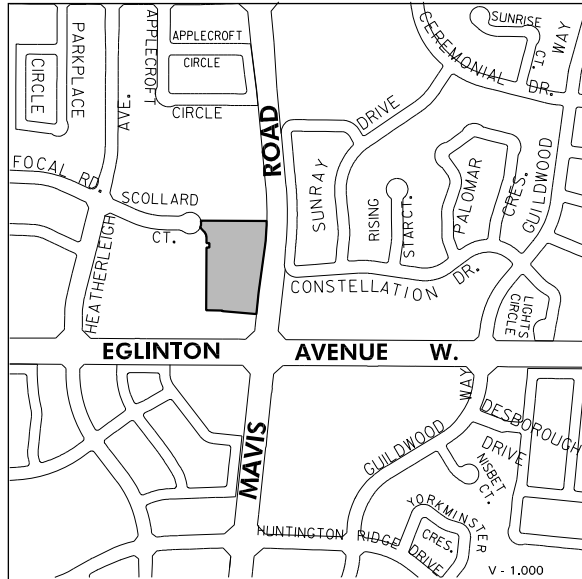 SUNRISE
CT.
WAY
CEREMONIAL DR.
PARKPLACE
CIRCLE
APPLECROFT
APPLECROFT
CIRCLE
CIRCLE
AVE.
HEATHERLEIGH
FOCAL RD.
SCOLLARD
CT.
ROAD
MAVIS
DRIVE
SUNRAY
RISING
STARCT.
PALOMAR
CRES.
GUILDWOOD
CONSTELLATION DR.
LIGHTS
CIRCLE
EGLINTON AVENUE W.
WAY
GUILDWOOD
DESBOROUGH
DRIVE
NISBET
CT.
YORKMINSTER
CRES.
DRIVE
HUNTINGTON RIDGE
V - 1.000